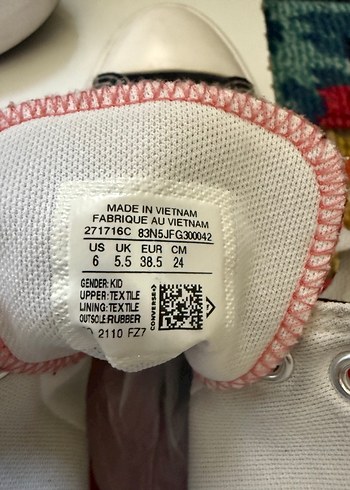 MADE IN VIETNAM
FABRIQUE AU VIETNAM
271716C 83N5JFG300042
US UK EUR CM
6 5.5 38.5 24
GENDER: KID
UPPER: TEXTILE
LINING: TEXTILE
OUTSOLE: RUBBER
2110 FZ7
CONVERSE